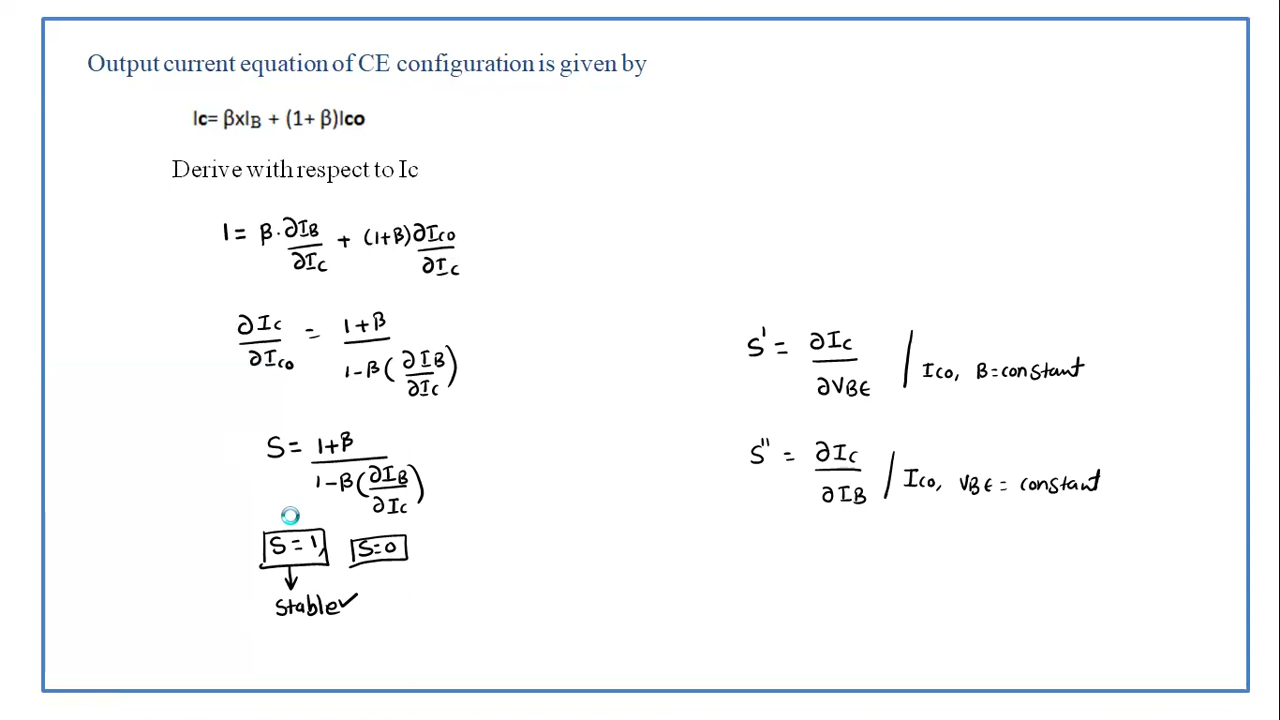 Output current equation of CE configuration is given by
Ic= βxIB + (1+ β)Ico
Derive with respect to Ic
1 = β · ∂IB/∂IC + (1+β) ∂ICO/∂IC
∂IC/∂ICO = 1+β / 1-β(∂IB/∂IC)
S = 1+β / 1-β(∂IB/∂IC)
S=1, S=0
Stable✓
S' = ∂IC/∂VBE / ICO, B=constant
S'' = ∂IC/∂IB / ICO, VBE = constant